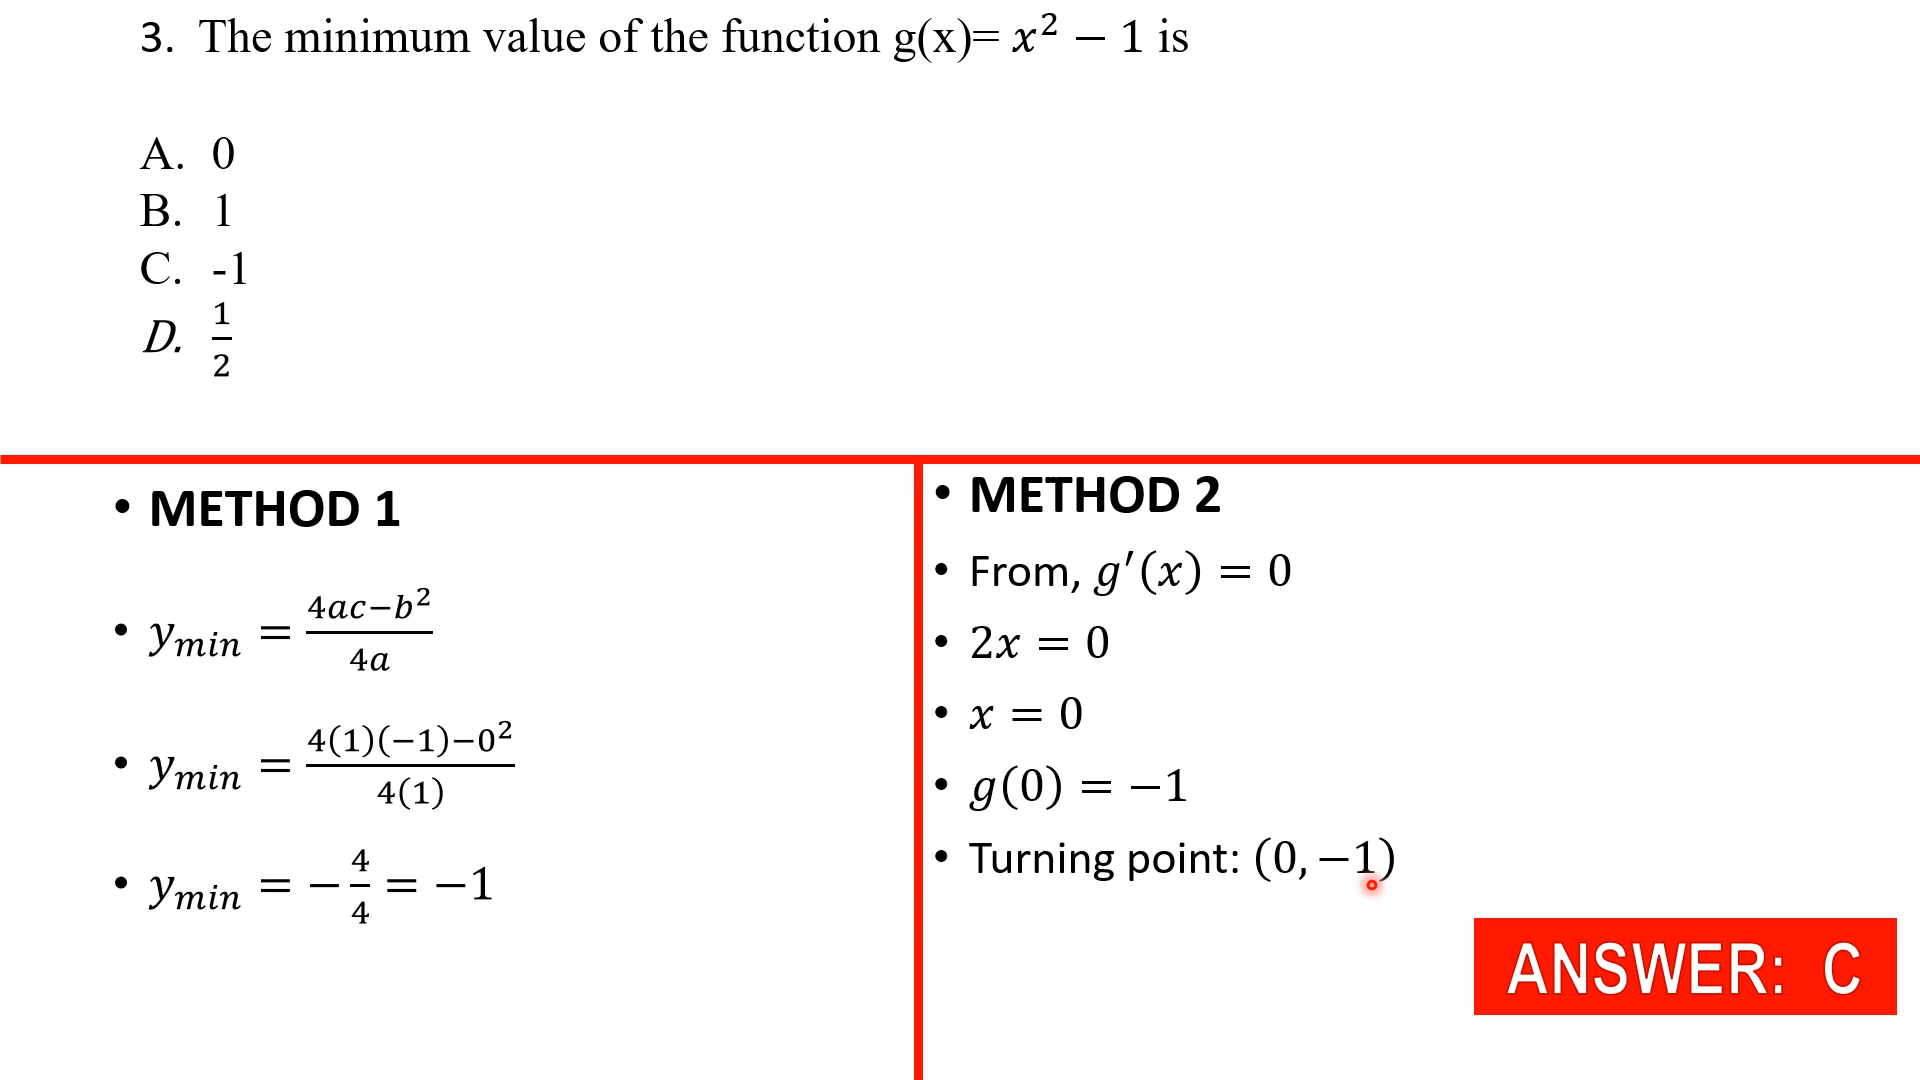 3. The minimum value of the function g(x)= x² − 1 is
A. 0
B. 1
C. -1
D. 1/2
• METHOD 1
• y_min = (4ac−b²)/(4a)
• y_min = (4(1)(−1)−0²)/(4(1))
• y_min = −4/4 = −1
• METHOD 2
• From, g′(x) = 0
• 2x = 0
• x = 0
• g(0) = −1
• Turning point: (0, −1)
ANSWER: C